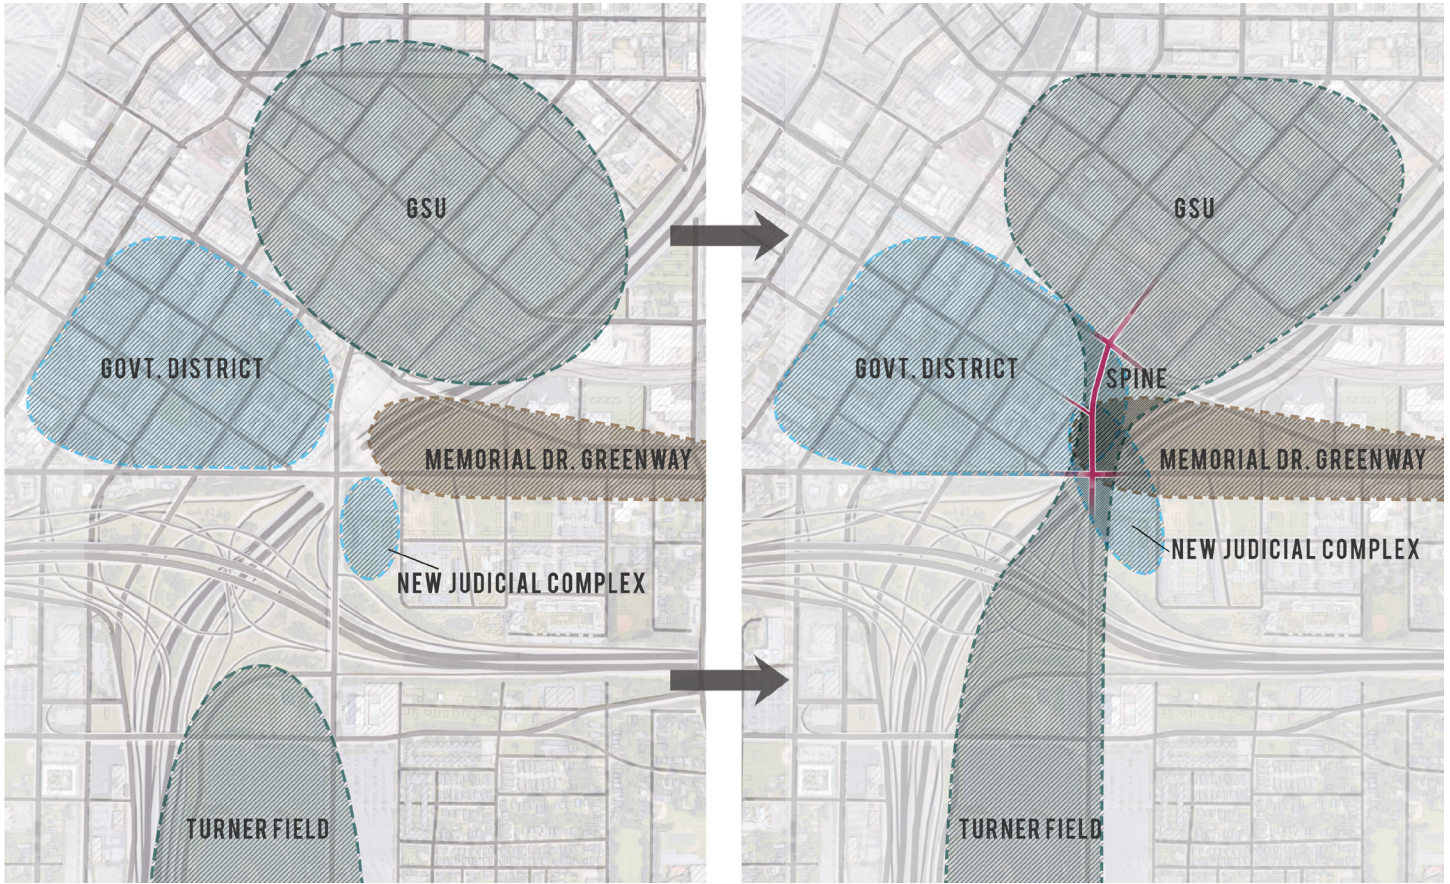 GSU
GOVT. DISTRICT
MEMORIAL DR. GREENWAY
NEW JUDICIAL COMPLEX
TURNER FIELD
GSU
GOVT. DISTRICT
SPINE
MEMORIAL DR. GREENWAY
NEW JUDICIAL COMPLEX
TURNER FIELD